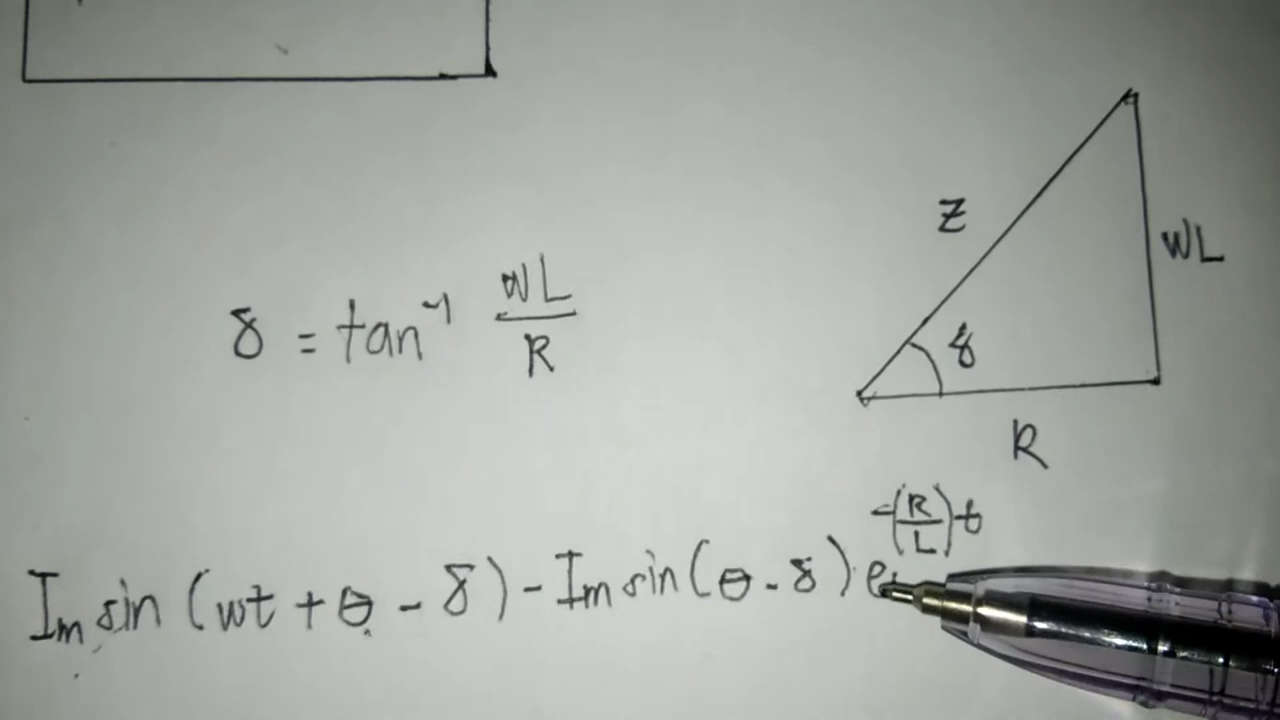 Z
WL
δ = tan⁻¹ WL/R
δ
R
Im sin (wt + θ - δ) - Im sin (θ - δ) e^-(R/L)t